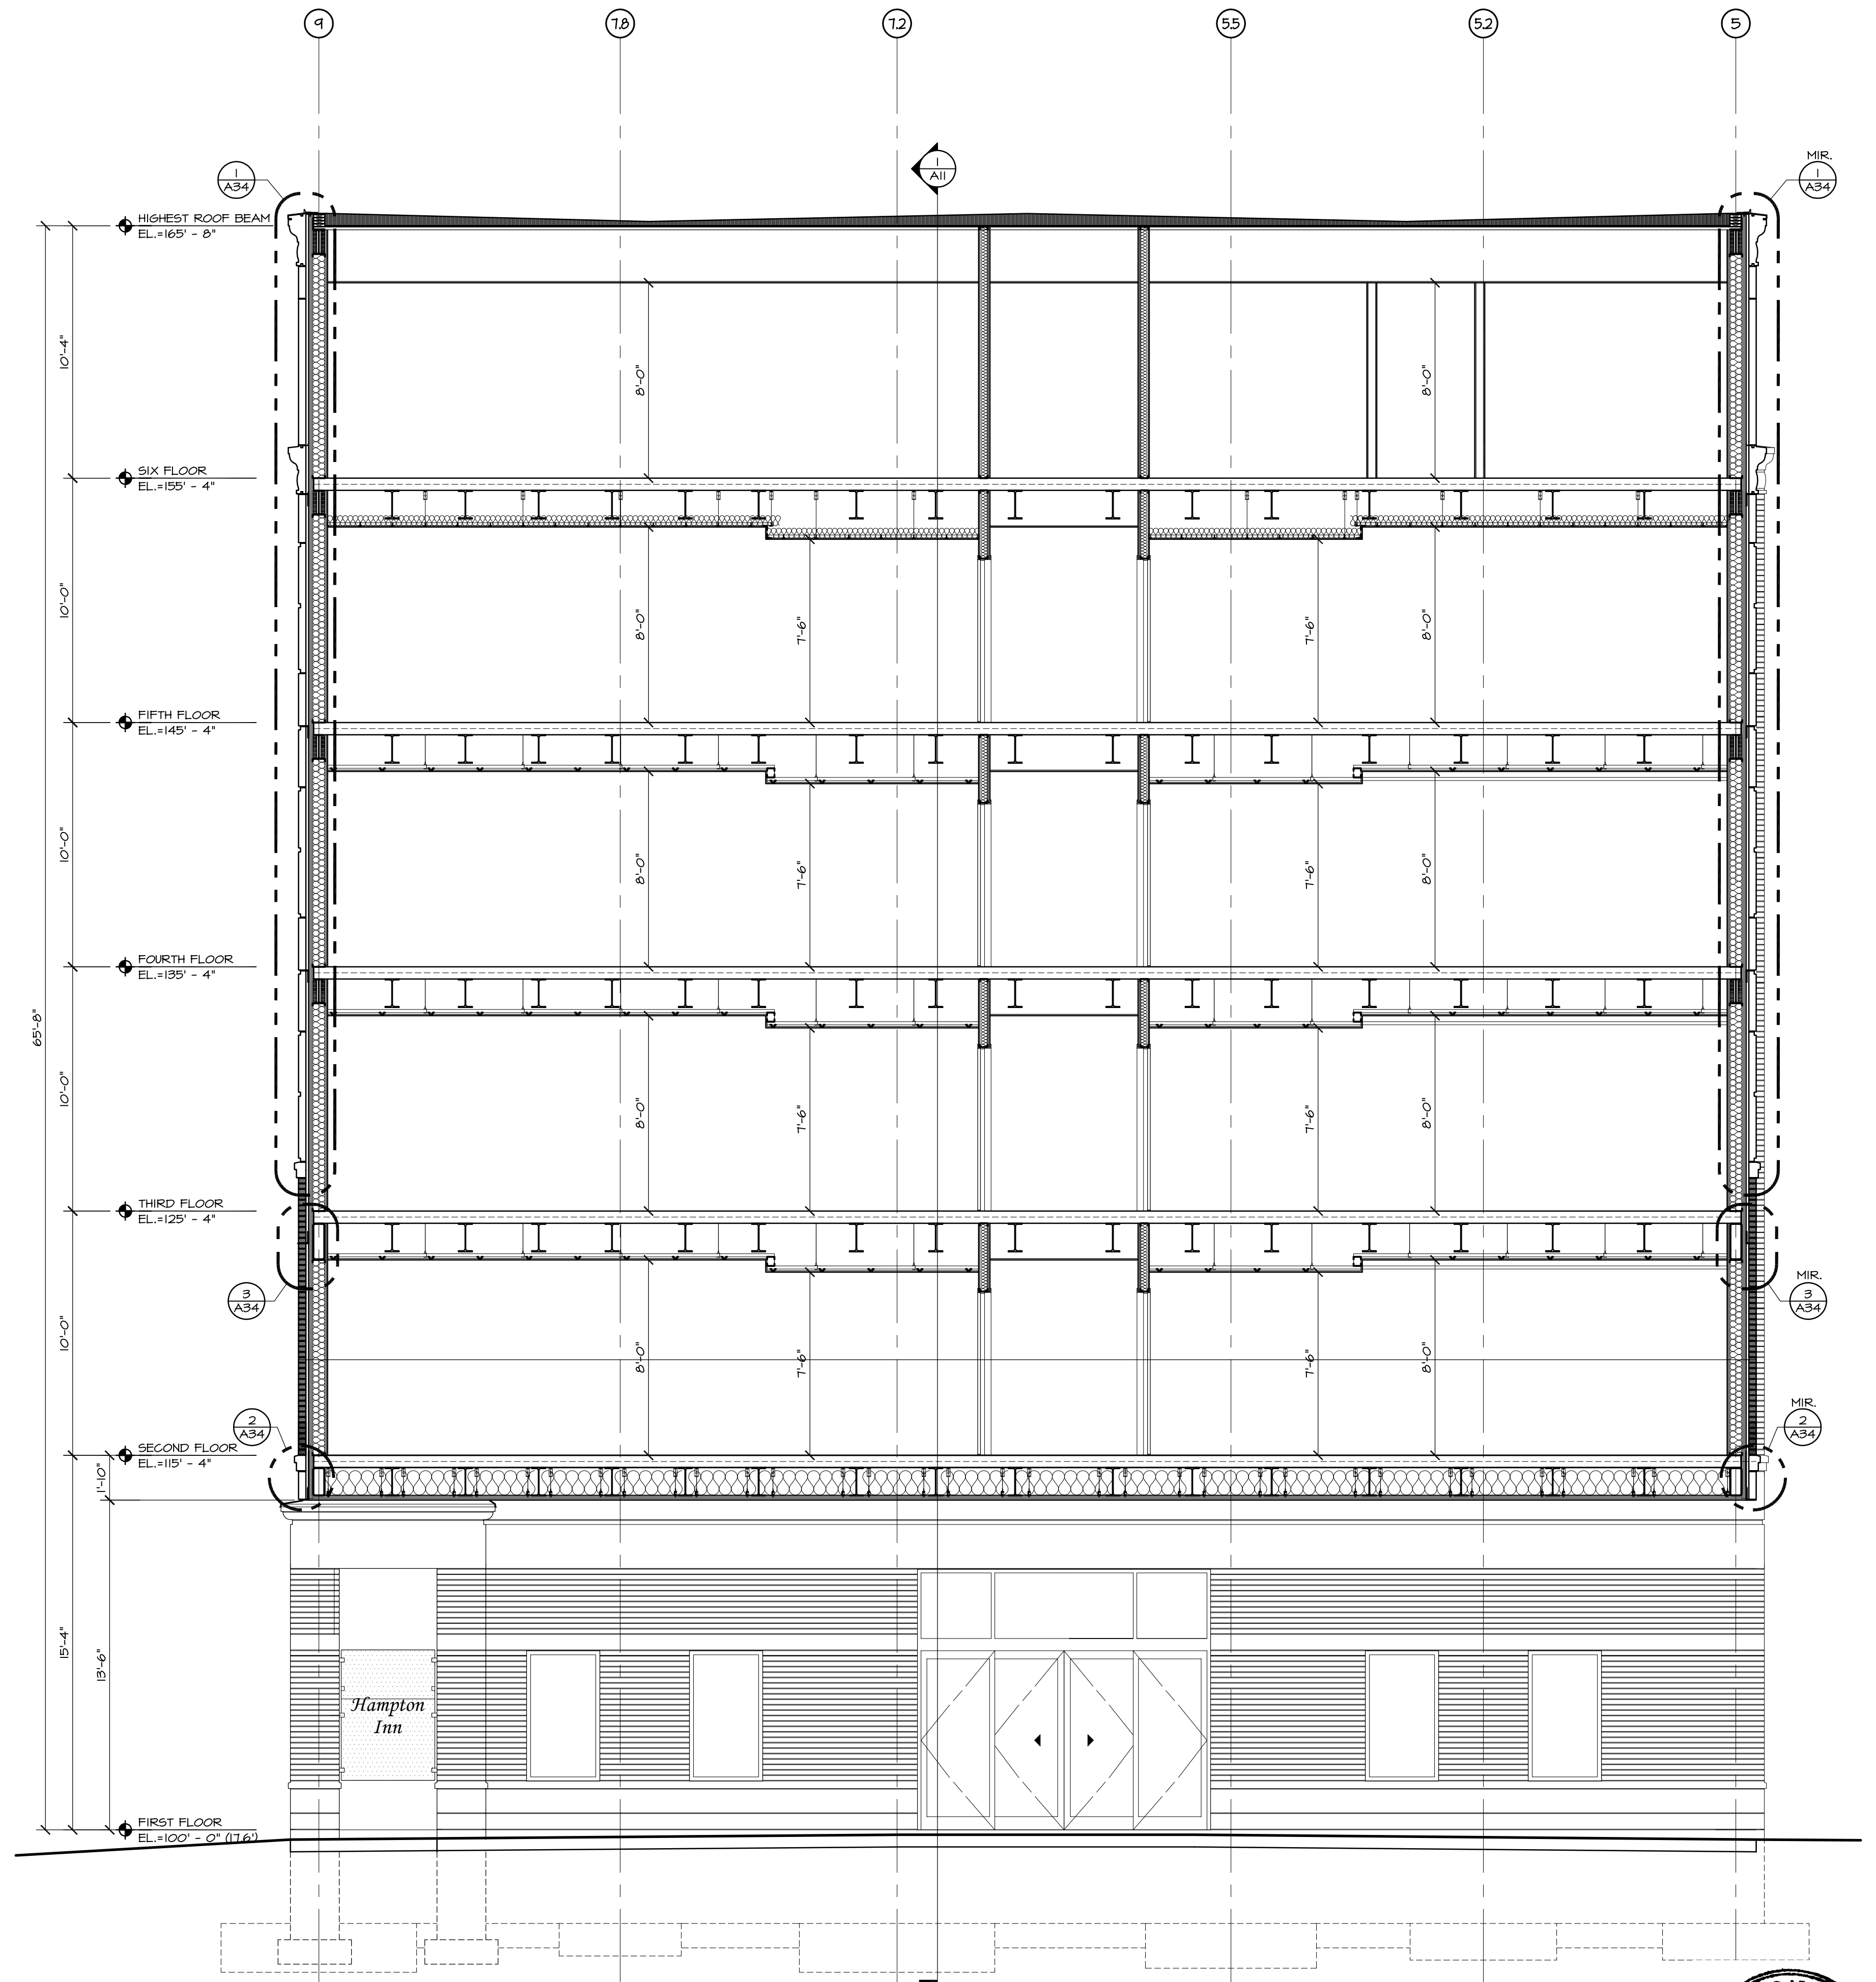 9 7.8 7.2 5.5 5.2 5
1
A34
1
A11
MIR.
1
A34
HIGHEST ROOF BEAM
EL.=165' - 8"
10'-4"
8'-0" 8'-0"
SIX FLOOR
EL.=155' - 4"
10'-0"
8'-0" 7'-6" 7'-6" 8'-0"
FIFTH FLOOR
EL.=145' - 4"
10'-0"
8'-0" 7'-6" 7'-6" 8'-0"
FOURTH FLOOR
EL.=135' - 4"
65'-8"
10'-0"
8'-0" 7'-6" 7'-6" 8'-0"
THIRD FLOOR
EL.=125' - 4"
3
A34
MIR.
3
A34
10'-0"
8'-0" 7'-6" 7'-6" 8'-0"
2
A34
MIR.
2
A34
SECOND FLOOR
EL.=115' - 4"
1'-10"
15'-4"
13'-6"
Hampton
Inn
FIRST FLOOR
EL.=100' - 0" (17.6')